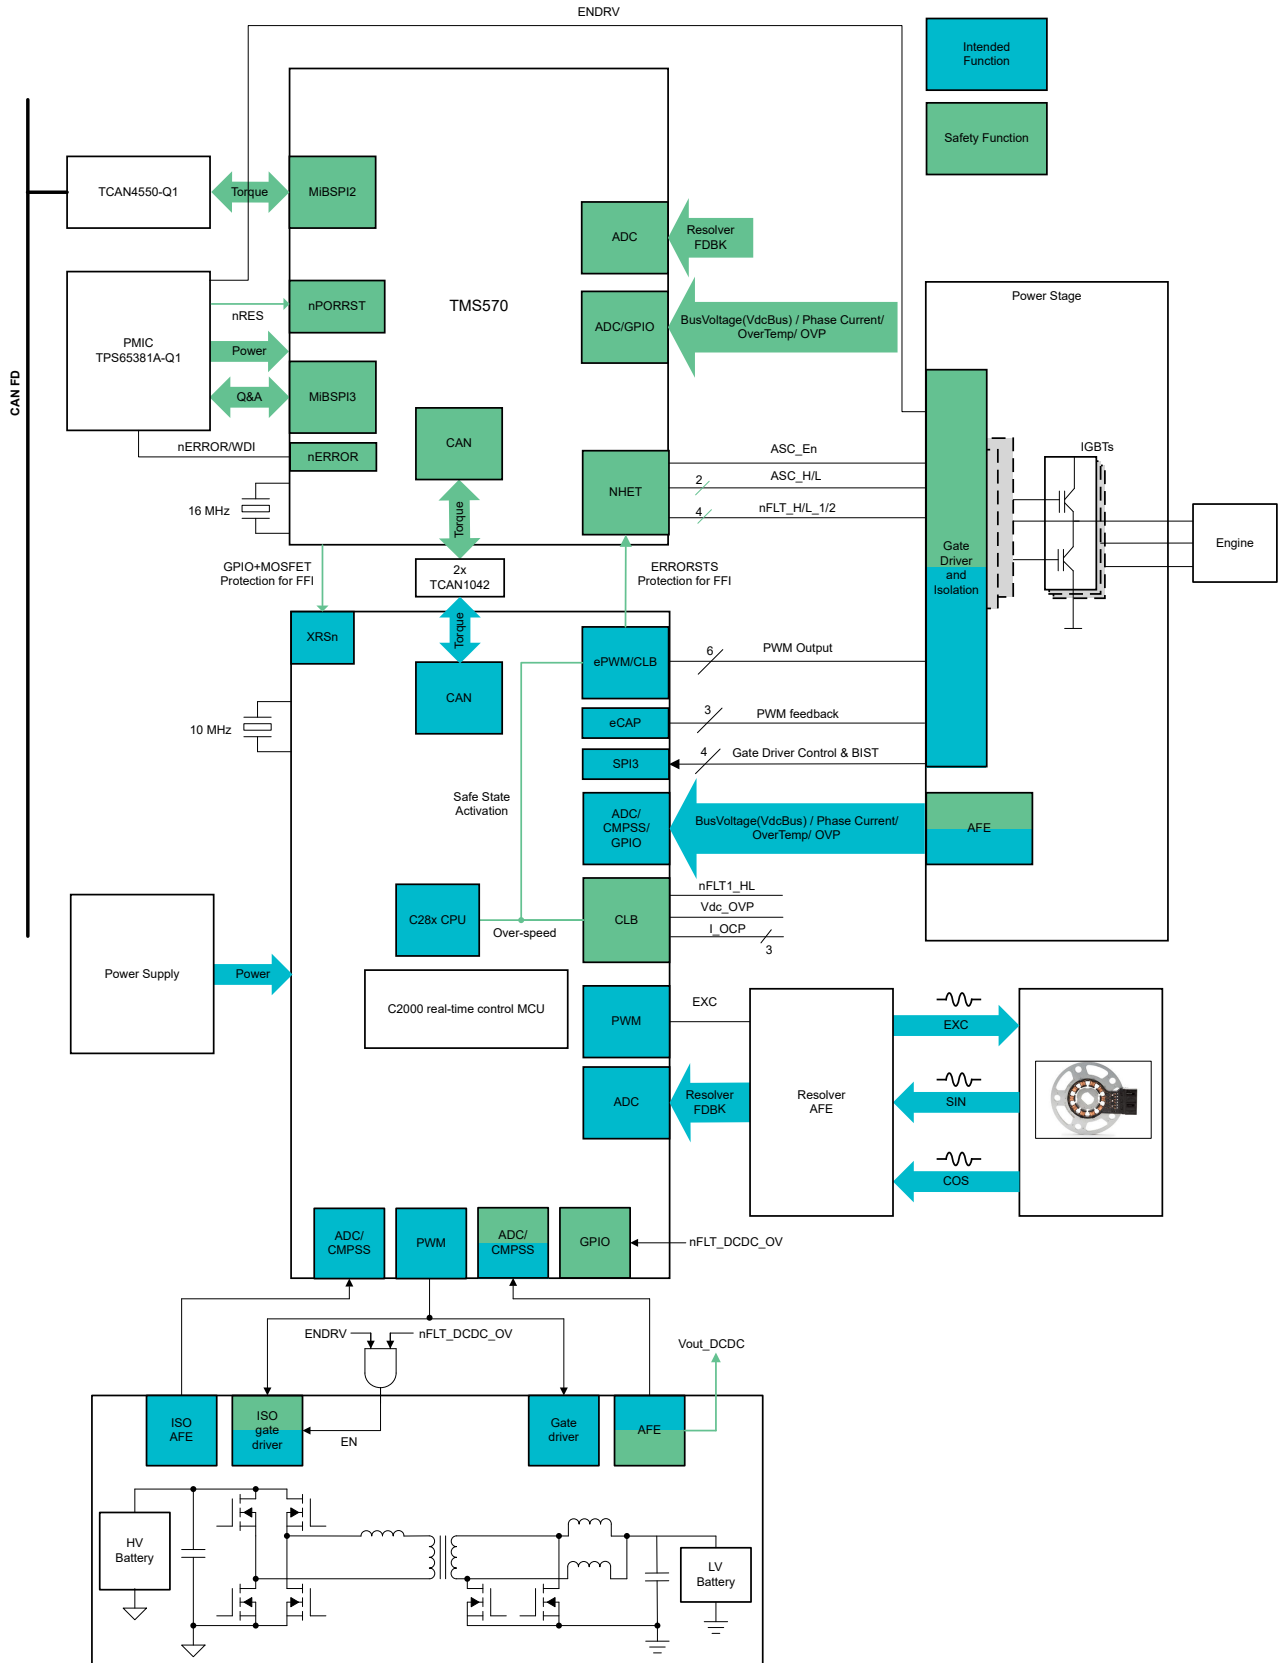 ENDRV
Intended
Function
Safety Function
CAN FD
TCAN4550-Q1
Torque
MiBSPI2
PMIC
TPS65381A-Q1
nRES
nPORRST
Power
Q&A
MiBSPI3
nERROR/WDI
nERROR
16 MHz
TMS570
CAN
Torque
ADC
Resolver
FDBK
ADC/GPIO
BusVoltage(VdcBus) / Phase Current/
OverTemp/ OVP
NHET
ASC_En
2
ASC_H/L
4
nFLT_H/L_1/2
Power Stage
Gate
Driver
and
Isolation
IGBTs
Engine
GPIO+MOSFET
Protection for FFI
2x
TCAN1042
ERRORSTS
Protection for FFI
XRSn
Torque
CAN
10 MHz
ePWM/CLB
6
PWM Output
eCAP
3
PWM feedback
SPI3
4
Gate Driver Control & BIST
Safe State
Activation
ADC/
CMPSS/
GPIO
BusVoltage(VdcBus) / Phase Current/
OverTemp/ OVP
AFE
C28x CPU
Over-speed
CLB
nFLT1_HL
Vdc_OVP
I_OCP
3
Power Supply
Power
C2000 real-time control MCU
PWM
EXC
ADC
Resolver
FDBK
Resolver
AFE
EXC
SIN
COS
ADC/
CMPSS
PWM
ADC/
CMPSS
GPIO
nFLT_DCDC_OV
ENDRV
nFLT_DCDC_OV
Vout_DCDC
ISO
AFE
ISO
gate
driver
EN
Gate
driver
AFE
HV
Battery
LV
Battery